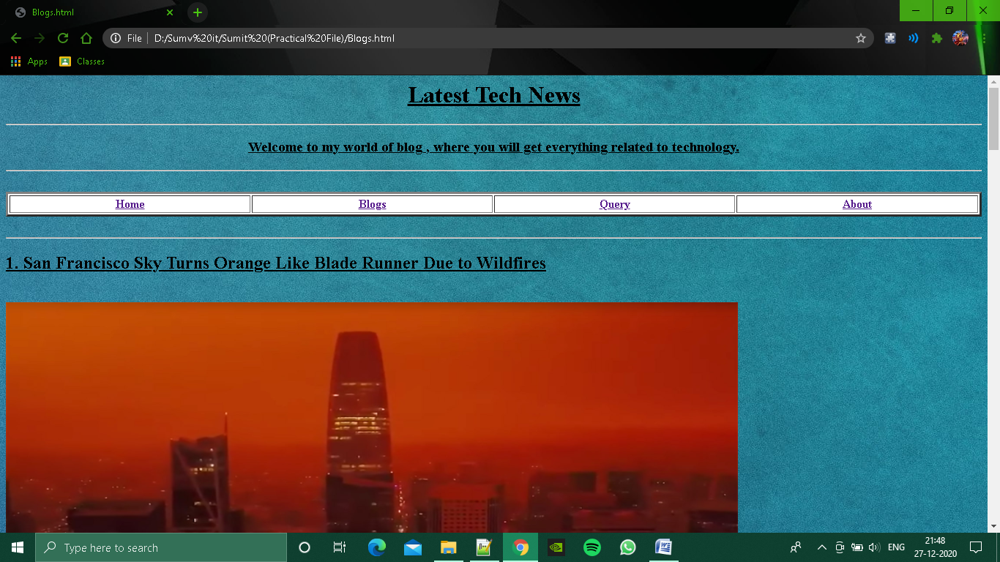 Blogs.html
File D:/Sumv%20it/Sumit%20(Practical%20File)/Blogs.html
Apps Classes
Latest Tech News
Welcome to my world of blog , where you will get everything related to technology.
Home Blogs Query About
1. San Francisco Sky Turns Orange Like Blade Runner Due to Wildfires
Type here to search
ENG
21:48
27-12-2020